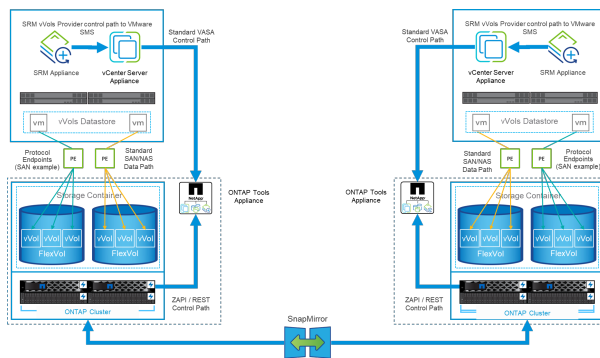 SRM vVols Provider control path to VMware
SMS
SRM Appliance
vCenter Server
Appliance
Standard VASA
Control Path
vm
vVols Datastore
vm
Protocol
Endpoints
(SAN example)
PE
PE
Standard
SAN/NAS
Data Path
Storage Container
vVol
vVol
vVol
FlexVol
vVol
vVol
vVol
FlexVol
NetApp
ONTAP Tools
Appliance
ONTAP Cluster
ZAPI / REST
Control Path
SnapMirror
SRM vVols Provider control path to VMware
SMS
Standard VASA
Control Path
vCenter Server
Appliance
SRM Appliance
vm
vVols Datastore
vm
Standard
SAN/NAS
Data Path
PE
PE
Protocol
Endpoints
(SAN example)
ONTAP Tools
Appliance
NetApp
Storage Container
vVol
vVol
vVol
FlexVol
vVol
vVol
vVol
FlexVol
ZAPI / REST
Control Path
ONTAP Cluster